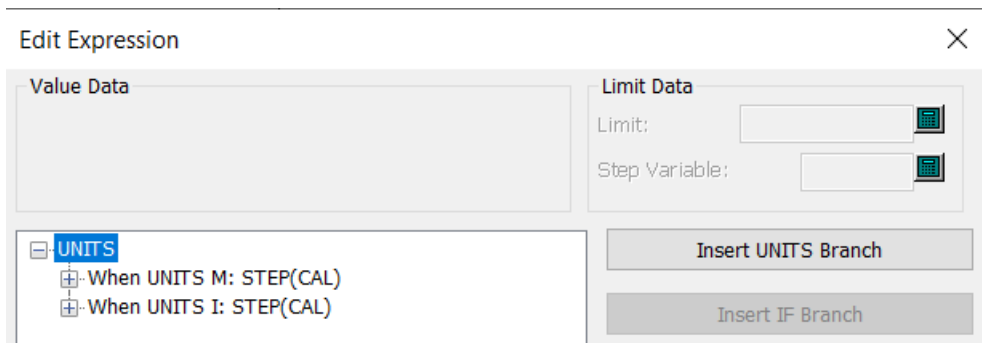 Edit Expression
Value Data
Limit Data
Limit:
Step Variable:
UNITS
When UNITS M: STEP(CAL)
When UNITS I: STEP(CAL)
Insert UNITS Branch
Insert IF Branch